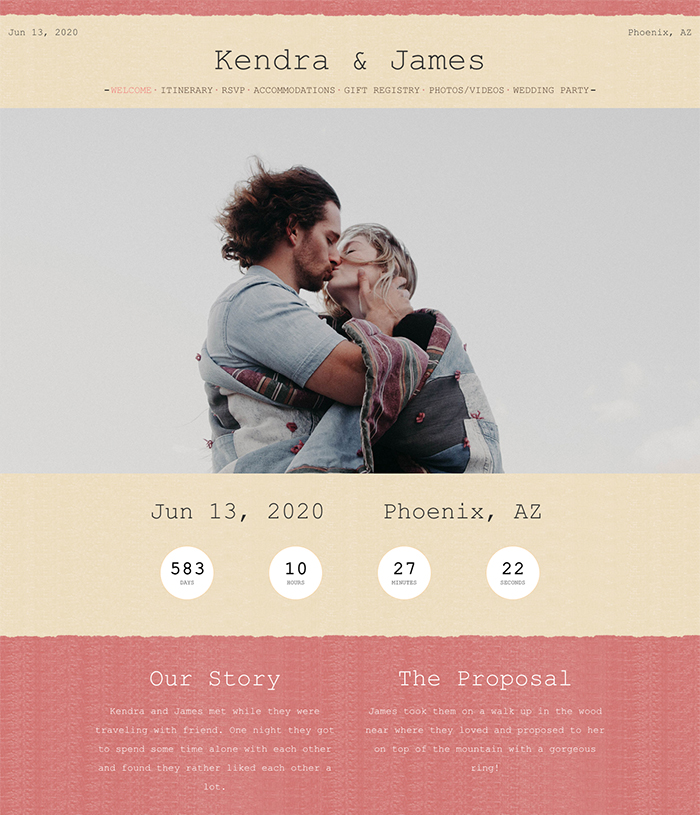 Jun 13, 2020 Phoenix, AZ
Kendra & James
-WELCOME· ITINERARY· RSVP· ACCOMMODATIONS· GIFT REGISTRY· PHOTOS/VIDEOS· WEDDING PARTY-
Jun 13, 2020 Phoenix, AZ
583 10 27 22
DAYS HOURS MINUTES SECONDS
Our Story
Kendra and James met while they were
traveling with friend. One night they got
to spend some time alone with each other
and found they rather liked each other a
lot.
The Proposal
James took them on a walk up in the wood
near where they loved and proposed to her
on top of the mountain with a gorgeous
ring!